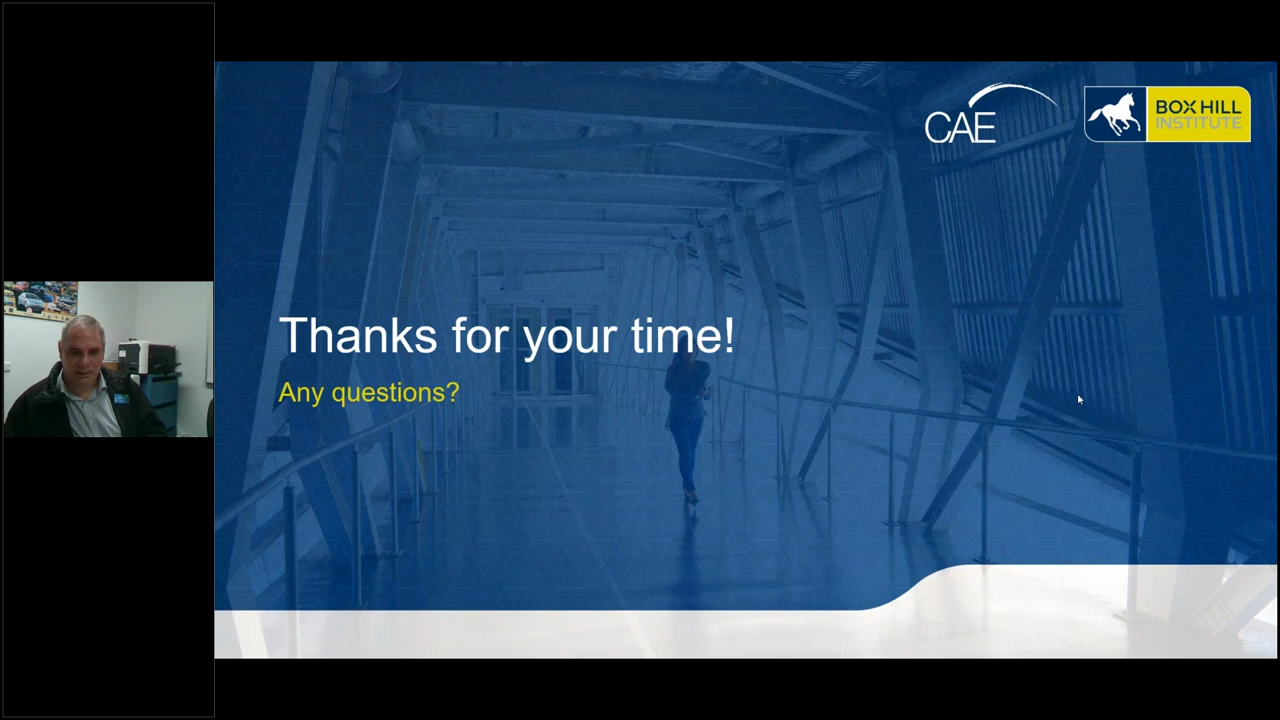 CAE
BOX HILL
INSTITUTE
Thanks for your time!
Any questions?